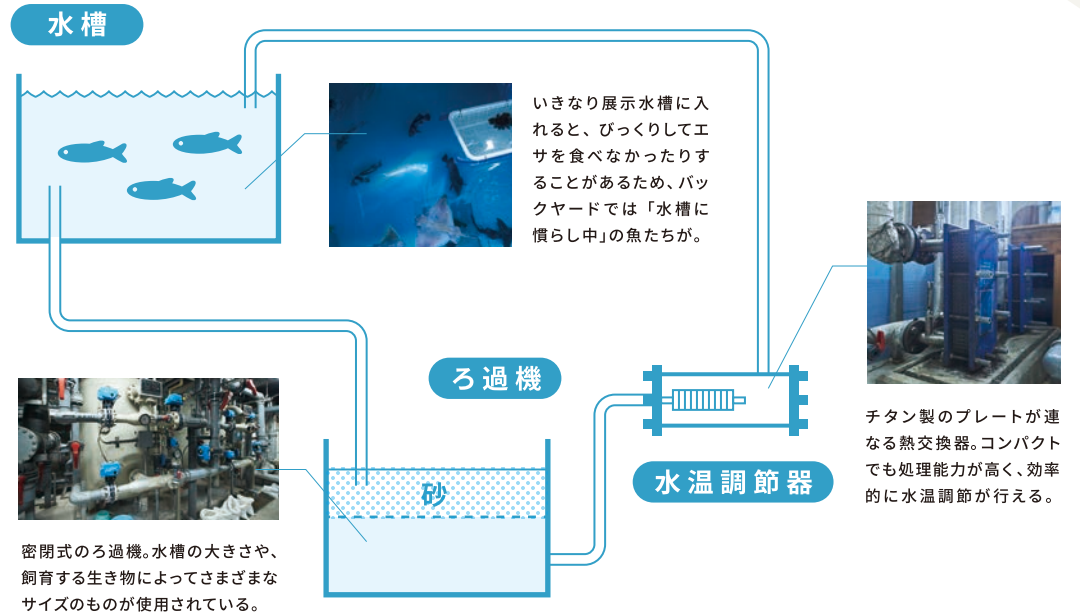 水槽
いきなり展示水槽に入
れると、びっくりしてエ
サを食べなかったりす
ることがあるため、バッ
クヤードでは「水槽に
慣らし中」の魚たちが。
ろ過機
砂
密閉式のろ過機。水槽の大きさや、
飼育する生き物によってさまざまな
サイズのものが使用されている。
水温調節器
チタン製のプレートが連
なる熱交換器。コンパクト
でも処理能力が高く、効率
的に水温調節が行える。